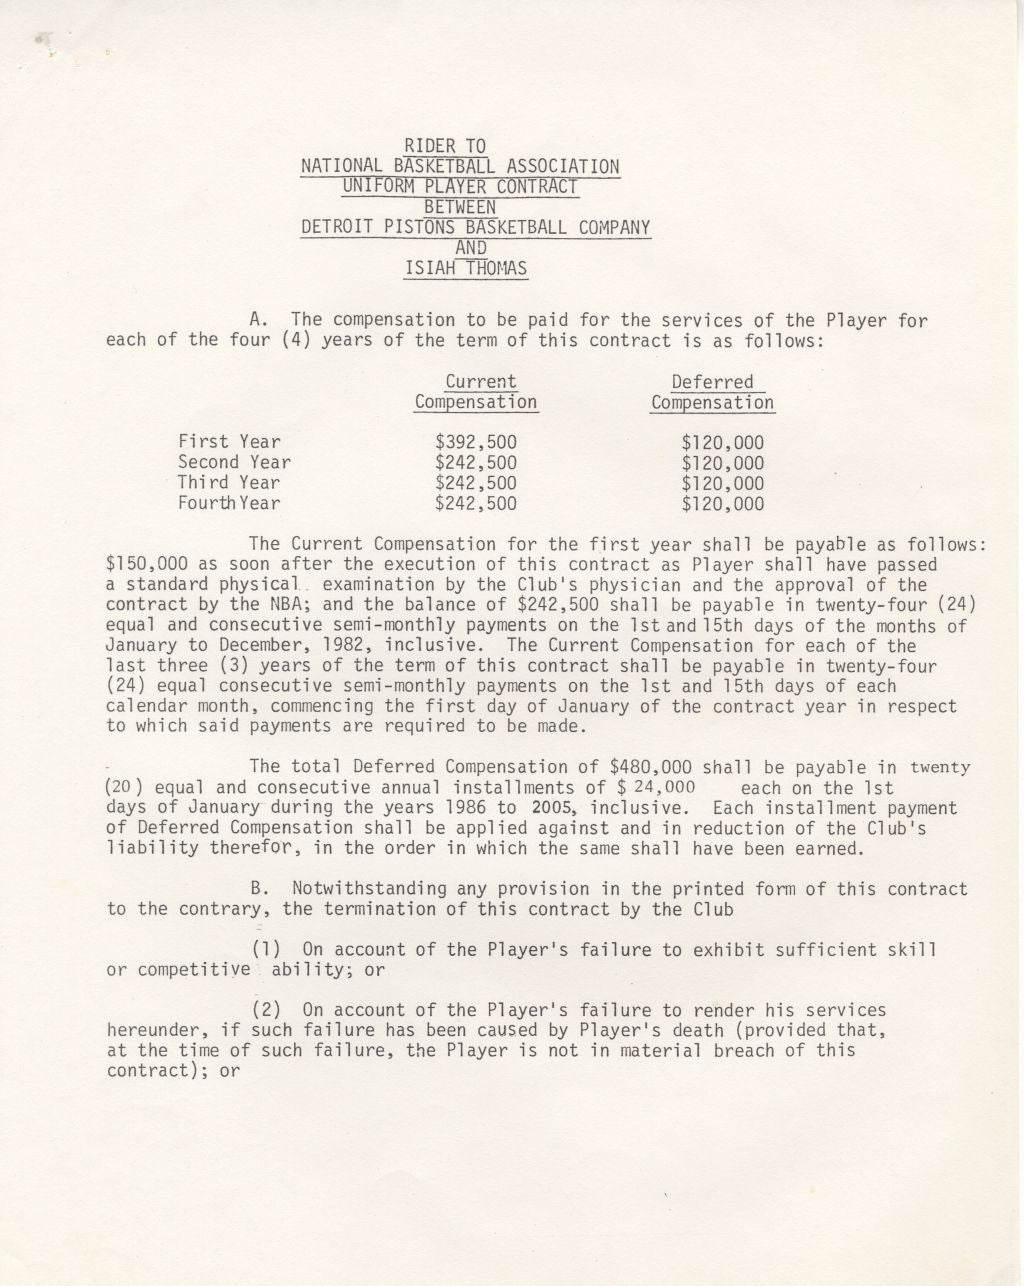 RIDER TO
NATIONAL BASKETBALL ASSOCIATION
UNIFORM PLAYER CONTRACT
BETWEEN
DETROIT PISTONS BASKETBALL COMPANY
AND
ISIAH THOMAS
A. The compensation to be paid for the services of the Player for
each of the four (4) years of the term of this contract is as follows:
Current Deferred
Compensation Compensation
First Year $392,500 $120,000
Second Year $242,500 $120,000
Third Year $242,500 $120,000
Fourth Year $242,500 $120,000
The Current Compensation for the first year shall be payable as follows:
$150,000 as soon after the execution of this contract as Player shall have passed
a standard physical examination by the Club's physician and the approval of the
contract by the NBA; and the balance of $242,500 shall be payable in twenty-four (24)
equal and consecutive semi-monthly payments on the 1st and 15th days of the months of
January to December, 1982, inclusive. The Current Compensation for each of the
last three (3) years of the term of this contract shall be payable in twenty-four
(24) equal consecutive semi-monthly payments on the 1st and 15th days of each
calendar month, commencing the first day of January of the contract year in respect
to which said payments are required to be made.
The total Deferred Compensation of $480,000 shall be payable in twenty
(20) equal and consecutive annual installments of $ 24,000 each on the 1st
days of January during the years 1986 to 2005, inclusive. Each installment payment
of Deferred Compensation shall be applied against and in reduction of the Club's
liability therefor, in the order in which the same shall have been earned.
B. Notwithstanding any provision in the printed form of this contract
to the contrary, the termination of this contract by the Club
(1) On account of the Player's failure to exhibit sufficient skill
or competitive ability; or
(2) On account of the Player's failure to render his services
hereunder, if such failure has been caused by Player's death (provided that,
at the time of such failure, the Player is not in material breach of this
contract); or